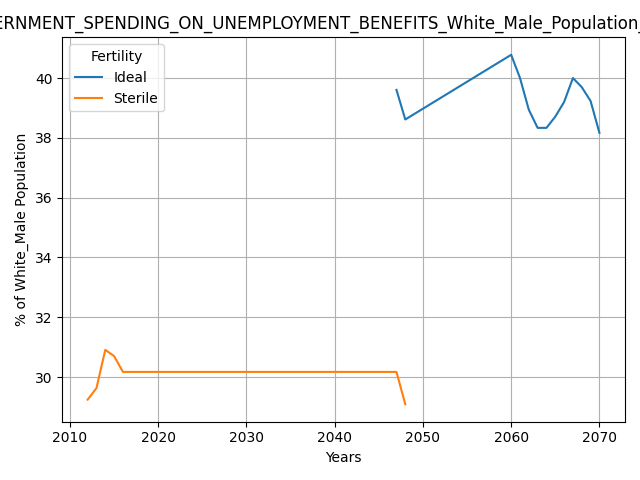 ERNMENT_SPENDING_ON_UNEMPLOYMENT_BENEFITS_White_Male_Population_
Fertility
Ideal
Sterile
% of White_Male Population
40
38
36
34
32
30
2010 2020 2030 2040 2050 2060 2070
Years